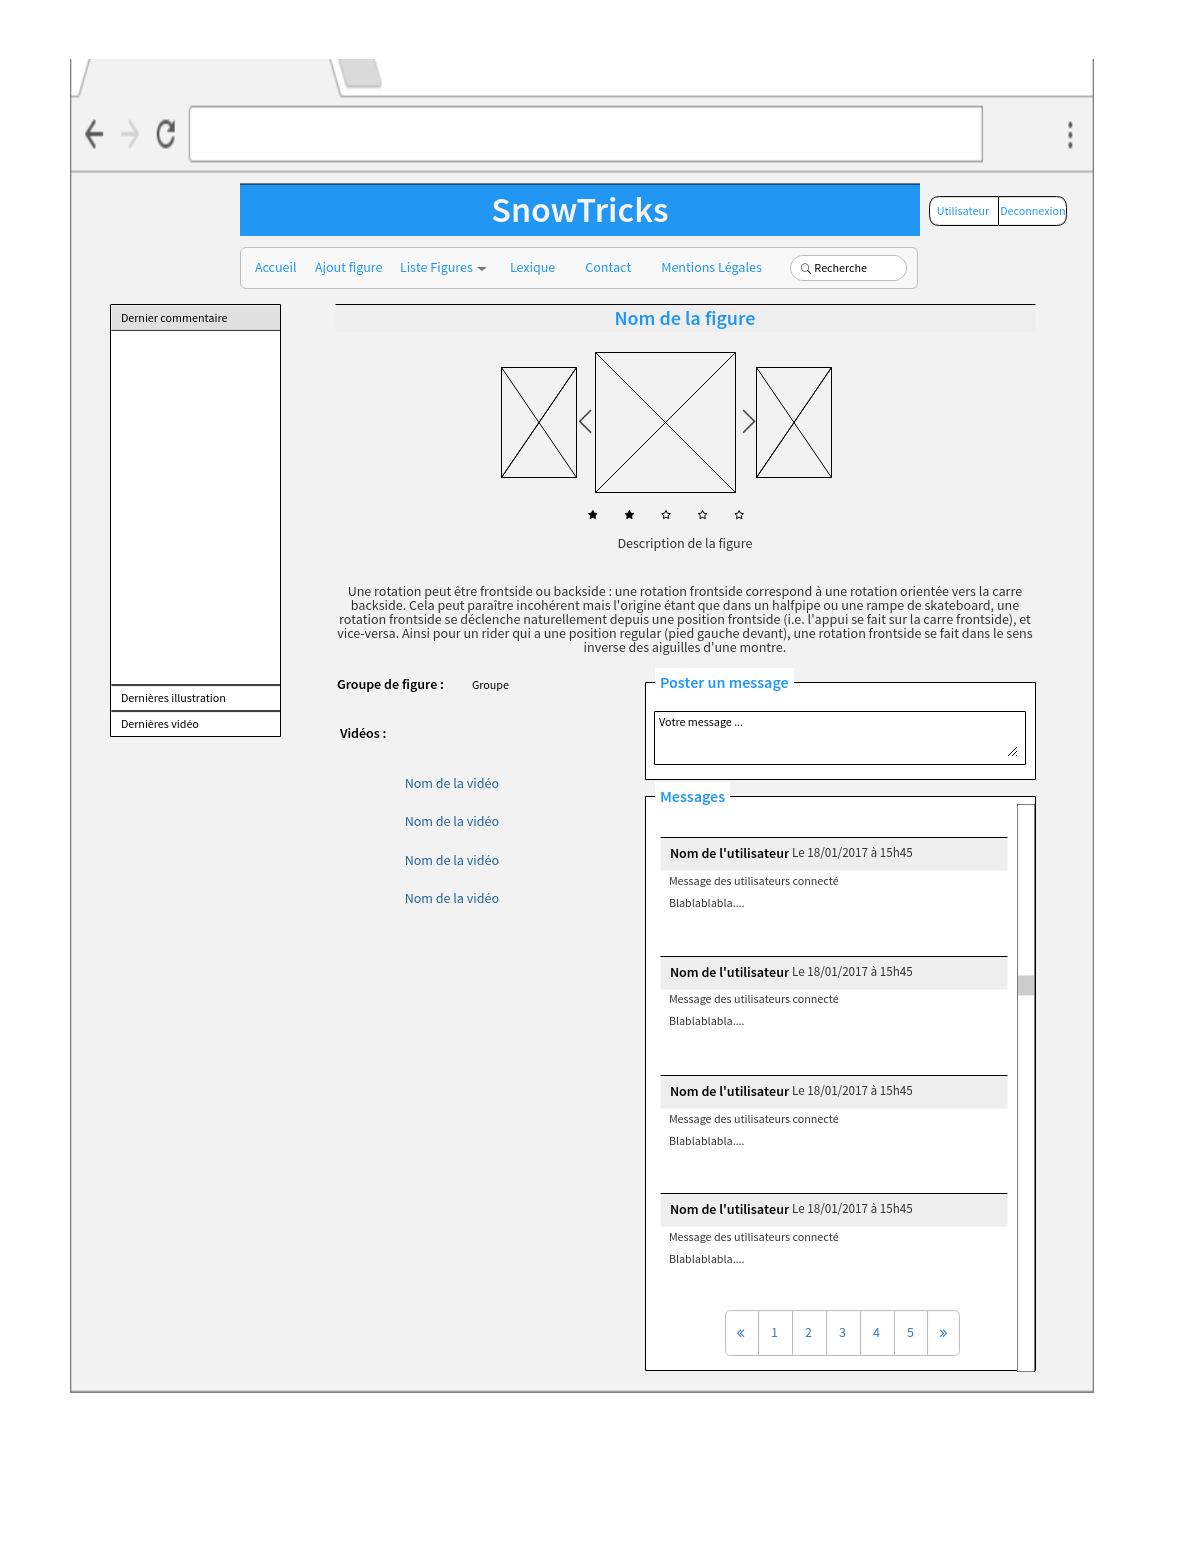 SnowTricks
Utilisateur Deconnexion
Accueil Ajout figure Liste Figures Lexique Contact Mentions Légales Recherche
Dernier commentaire
Dernières illustration
Dernières vidéo
Nom de la figure
Description de la figure
Une rotation peut être frontside ou backside : une rotation frontside correspond à une rotation orientée vers la carre
backside. Cela peut paraître incohérent mais l'origine étant que dans un halfpipe ou une rampe de skateboard, une
rotation frontside se déclenche naturellement depuis une position frontside (i.e. l'appui se fait sur la carre frontside), et
vice-versa. Ainsi pour un rider qui a une position regular (pied gauche devant), une rotation frontside se fait dans le sens
inverse des aiguilles d'une montre.
Groupe de figure : Groupe
Vidéos :
Nom de la vidéo
Nom de la vidéo
Nom de la vidéo
Nom de la vidéo
Poster un message
Votre message ...
Messages
Nom de l'utilisateur Le 18/01/2017 à 15h45
Message des utilisateurs connecté
Blablablabla....
Nom de l'utilisateur Le 18/01/2017 à 15h45
Message des utilisateurs connecté
Blablablabla....
Nom de l'utilisateur Le 18/01/2017 à 15h45
Message des utilisateurs connecté
Blablablabla....
Nom de l'utilisateur Le 18/01/2017 à 15h45
Message des utilisateurs connecté
Blablablabla....
« 1 2 3 4 5 »